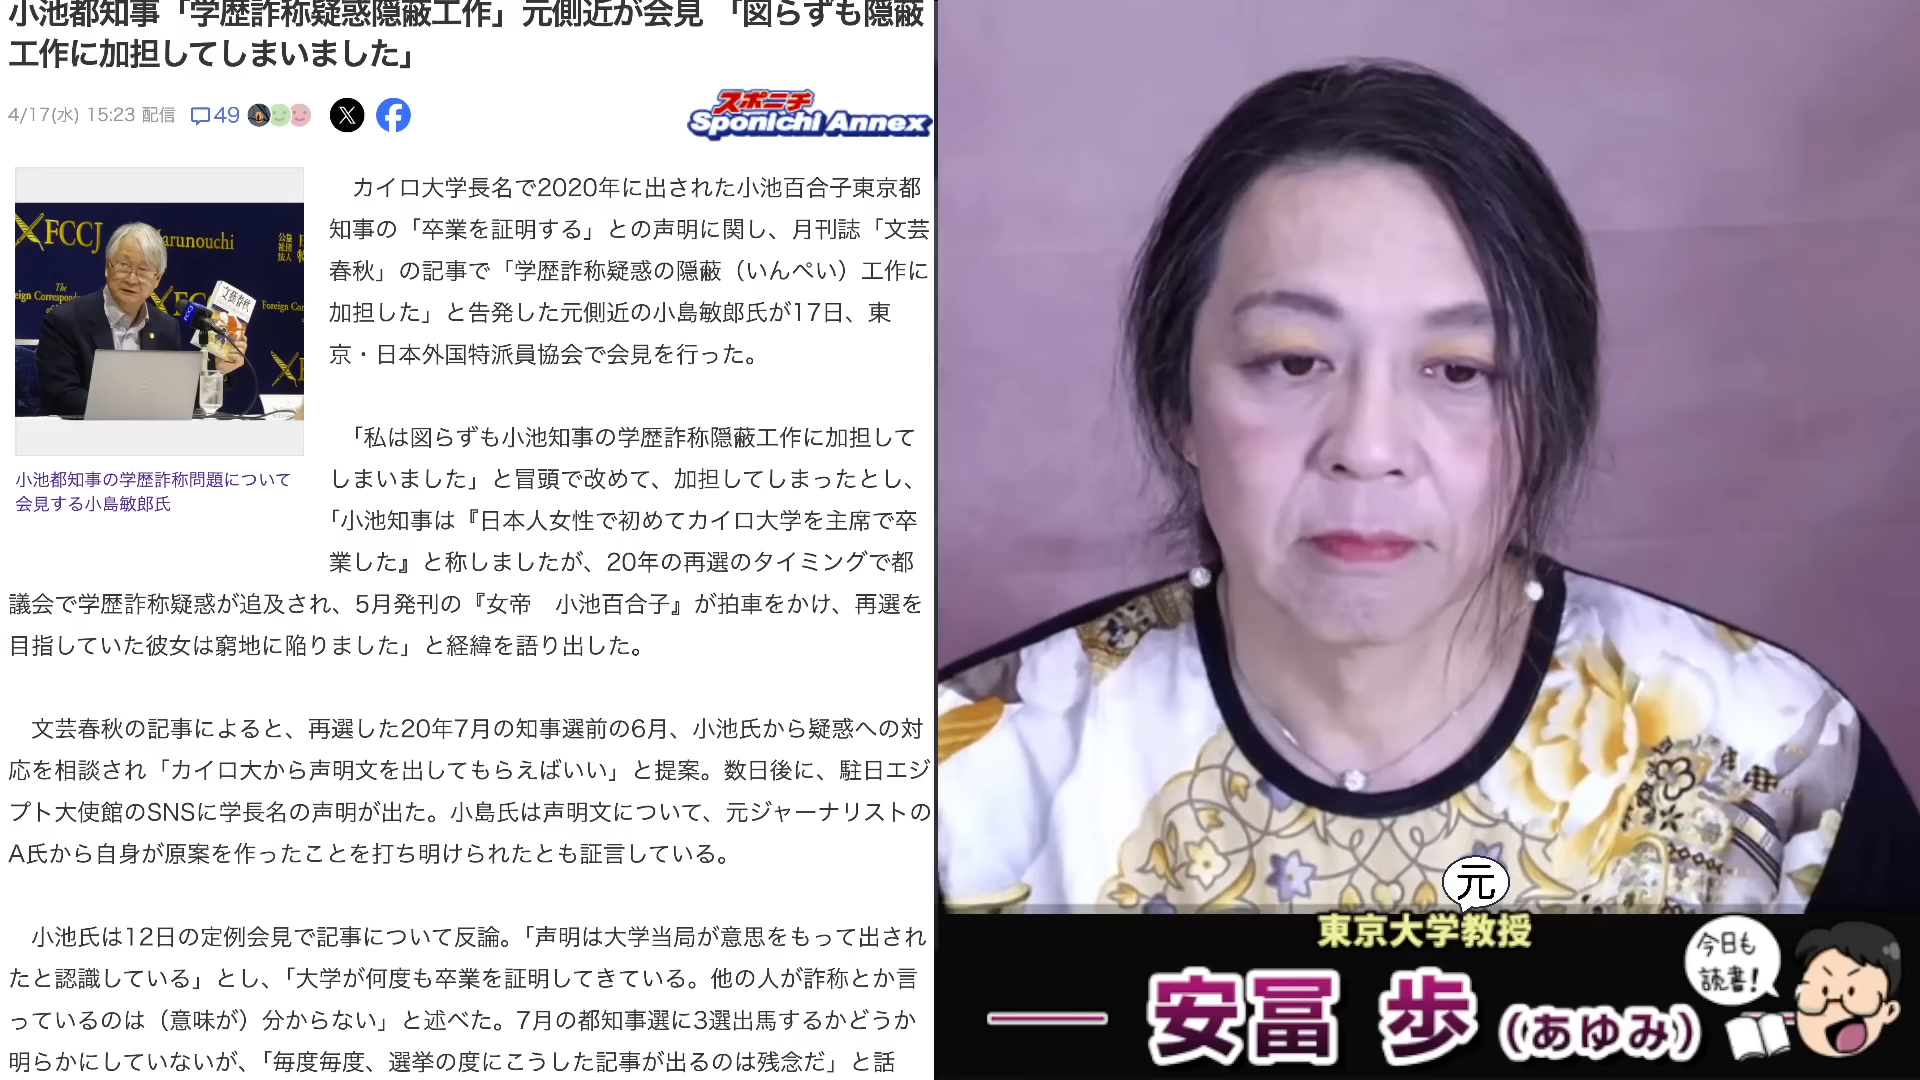 小池都知事「学歴詐称疑惑隠蔽工作」元側近が会見 「図らずも隠蔽
工作に加担してしまいました」
4/17(水) 15:23 配信 49
スポニチ
Sponichi Annex
FCCJ
Marunouchi
公益
社団
法人
The
eign Correspond
Foreign Cor
文藝春秋
FCCJ
小池都知事の学歴詐称問題について
会見する小島敏郎氏
カイロ大学長名で2020年に出された小池百合子東京都
知事の「卒業を証明する」との声明に関し、月刊誌「文芸
春秋」の記事で「学歴詐称疑惑の隠蔽（いんぺい）工作に
加担した」と告発した元側近の小島敏郎氏が17日、東
京・日本外国特派員協会で会見を行った。
「私は図らずも小池知事の学歴詐称隠蔽工作に加担して
しまいました」と冒頭で改めて、加担してしまったとし、
「小池知事は『日本人女性で初めてカイロ大学を主席で卒
業した』と称しましたが、20年の再選のタイミングで都
議会で学歴詐称疑惑が追及され、5月発刊の『女帝　小池百合子』が拍車をかけ、再選を
目指していた彼女は窮地に陥りました」と経緯を語り出した。
文芸春秋の記事によると、再選した20年7月の知事選前の6月、小池氏から疑惑への対
応を相談され「カイロ大から声明文を出してもらえばいい」と提案。数日後に、駐日エジ
プト大使館のSNSに学長名の声明が出た。小島氏は声明文について、元ジャーナリストの
A氏から自身が原案を作ったことを打ち明けられたとも証言している。
小池氏は12日の定例会見で記事について反論。「声明は大学当局が意思をもって出され
たと認識している」とし、「大学が何度も卒業を証明してきている。他の人が詐称とか言
っているのは（意味が）分からない」と述べた。7月の都知事選に3選出馬するかどうか
明らかにしていないが、「毎度毎度、選挙の度にこうした記事が出るのは残念だ」と話
元
東京大学教授
安冨 歩 (あゆみ)
今日も
読書!